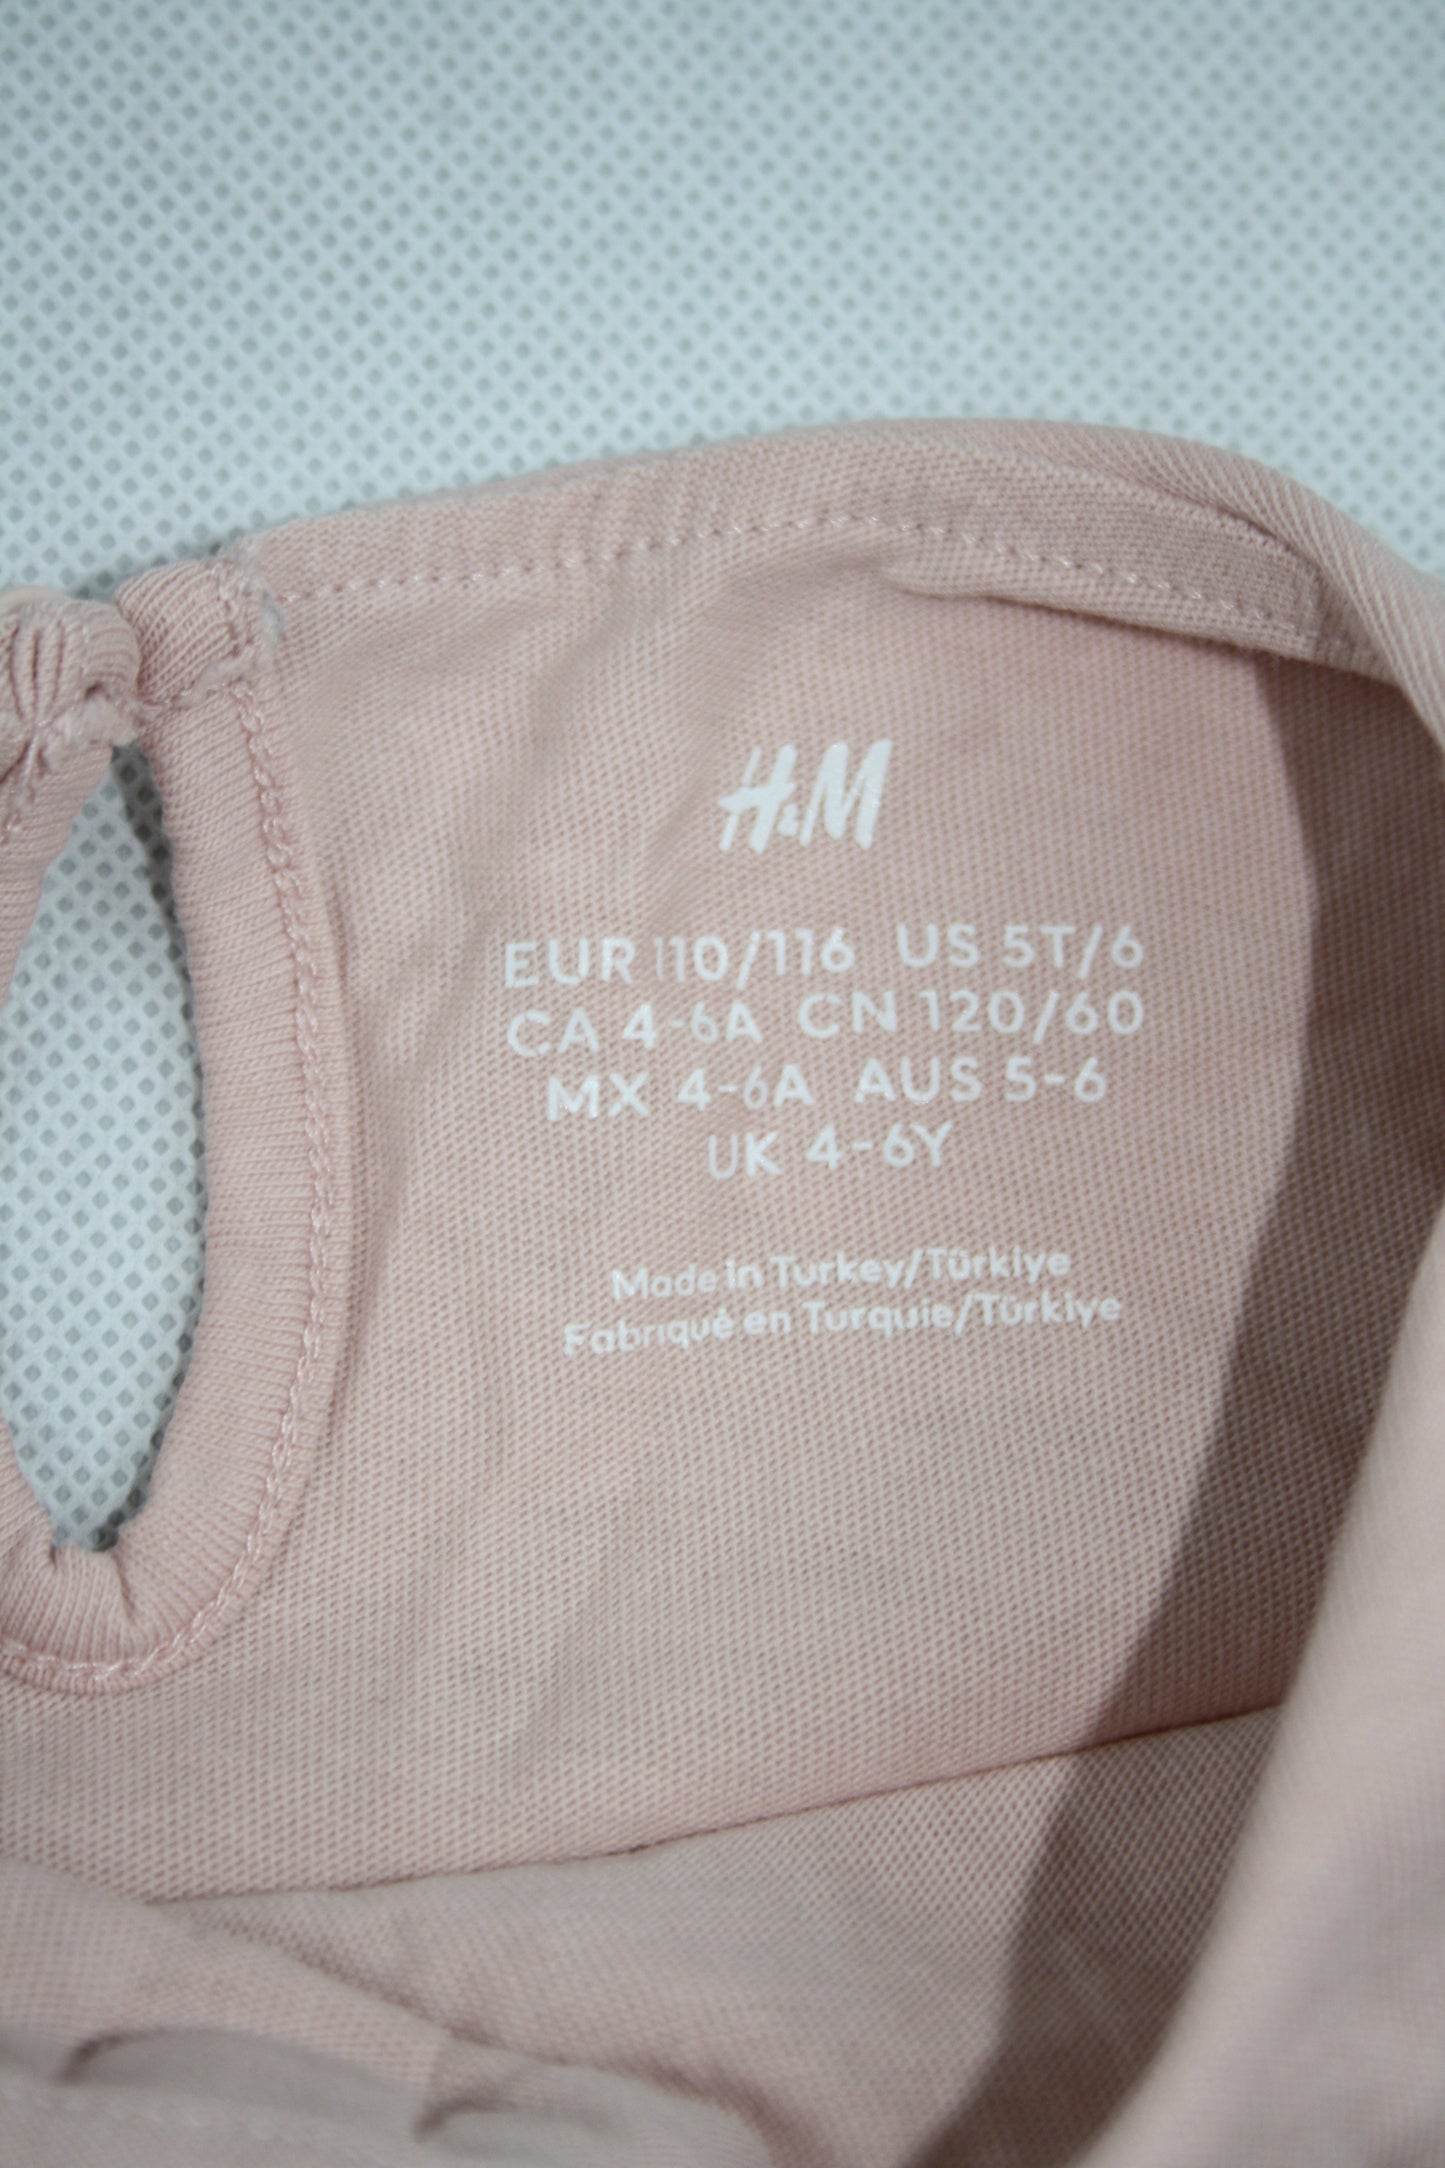 H&M
EUR 110/116 US 5T/6
CA 4-6A CN 120/60
MX 4-6A AUS 5-6
UK 4-6Y
Made in Turkey/Türkiye
Fabriqué en Turquie/Türkiye